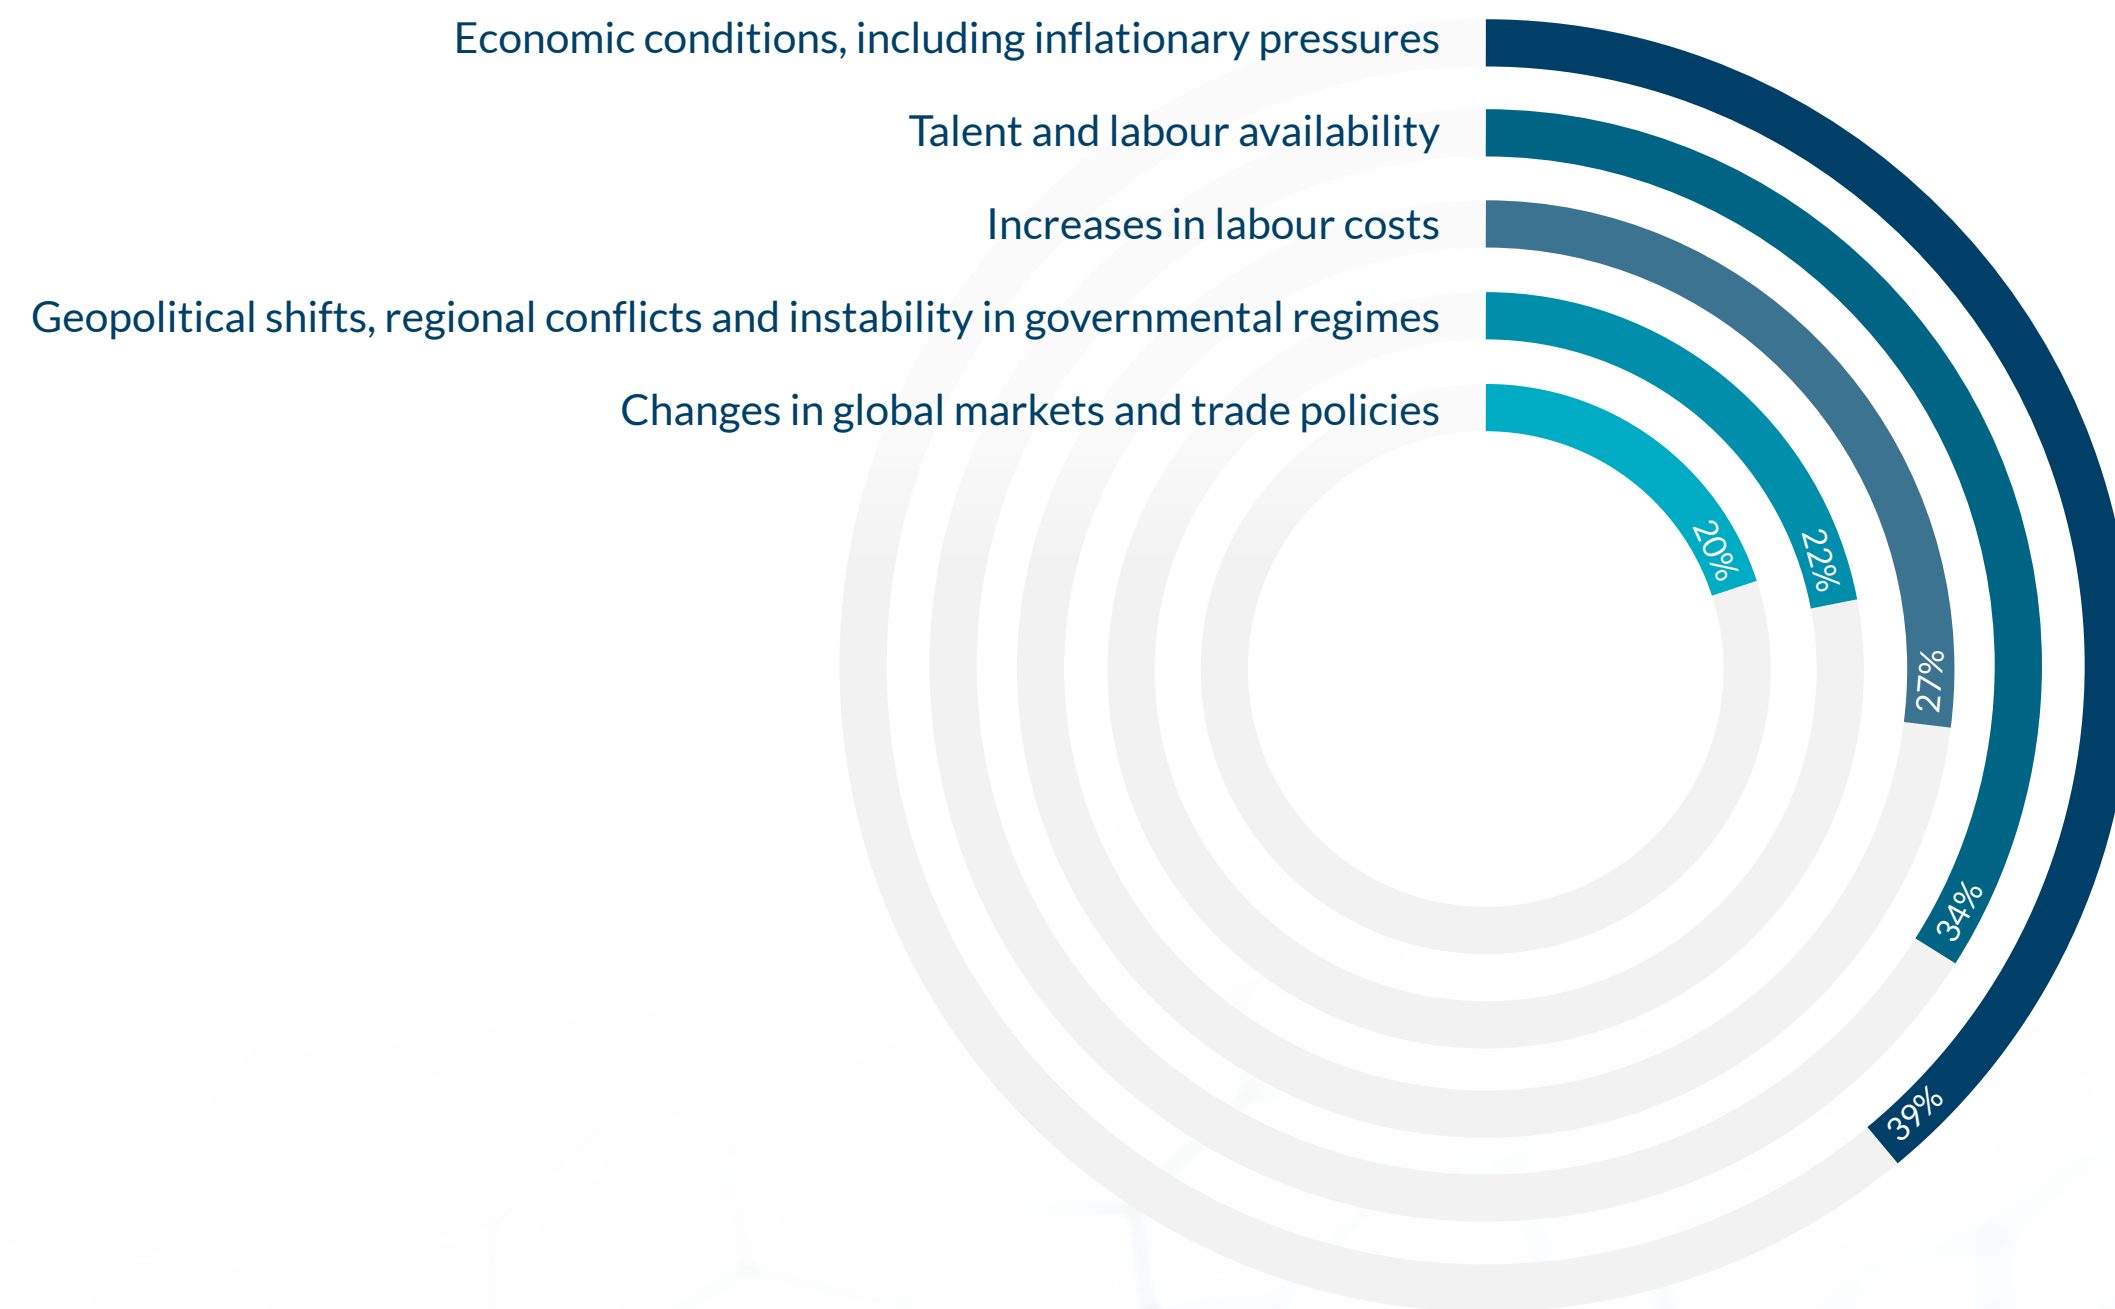 Economic conditions, including inflationary pressures
Talent and labour availability
Increases in labour costs
Geopolitical shifts, regional conflicts and instability in governmental regimes
Changes in global markets and trade policies
20%
22%
27%
34%
39%